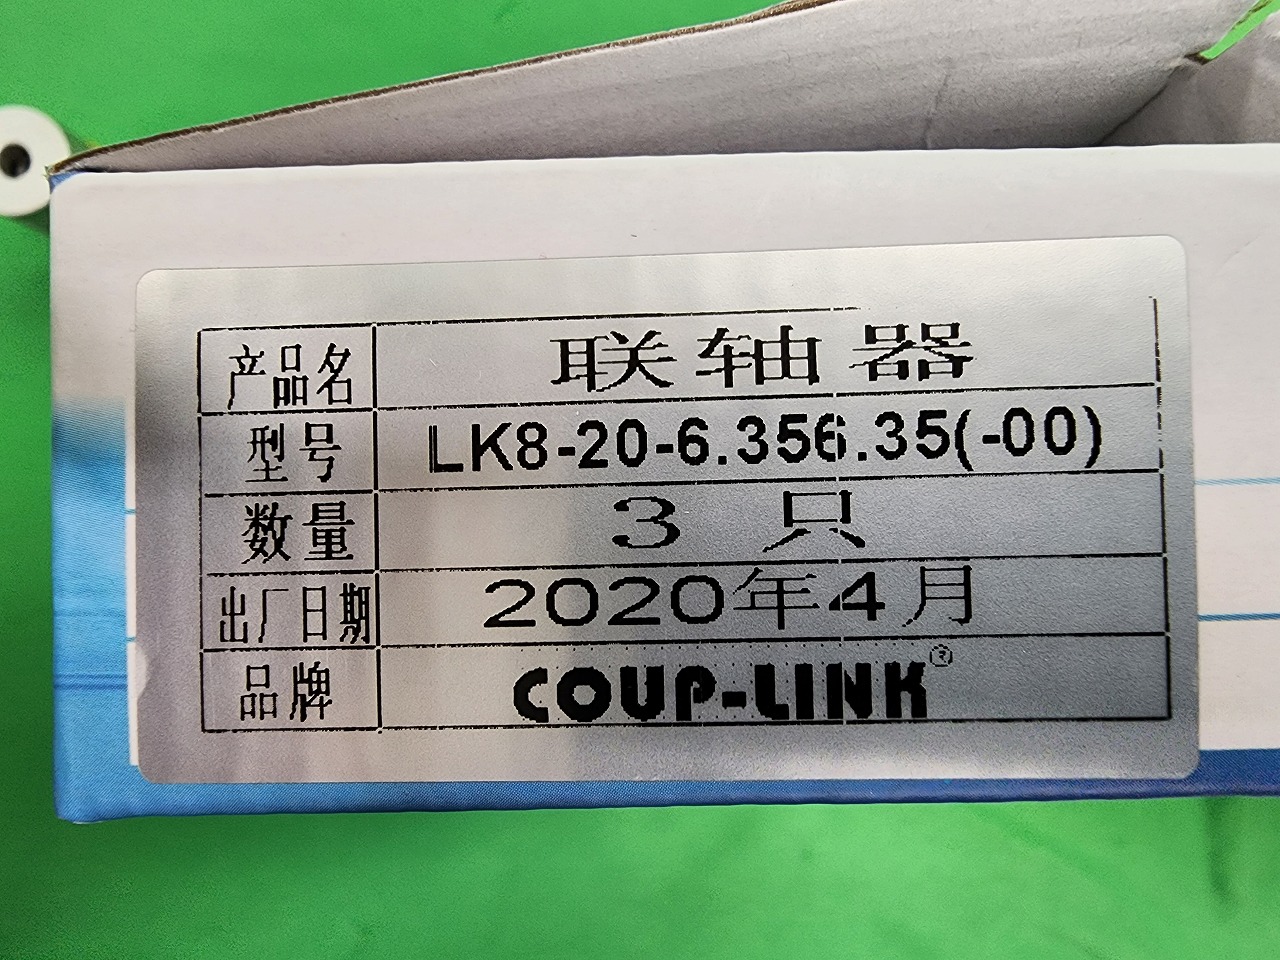 产品名 联轴器
型号 LK8-20-6.356.35(-00)
数量 3 只
出厂日期 2020年4月
品牌 COUP-LINK®